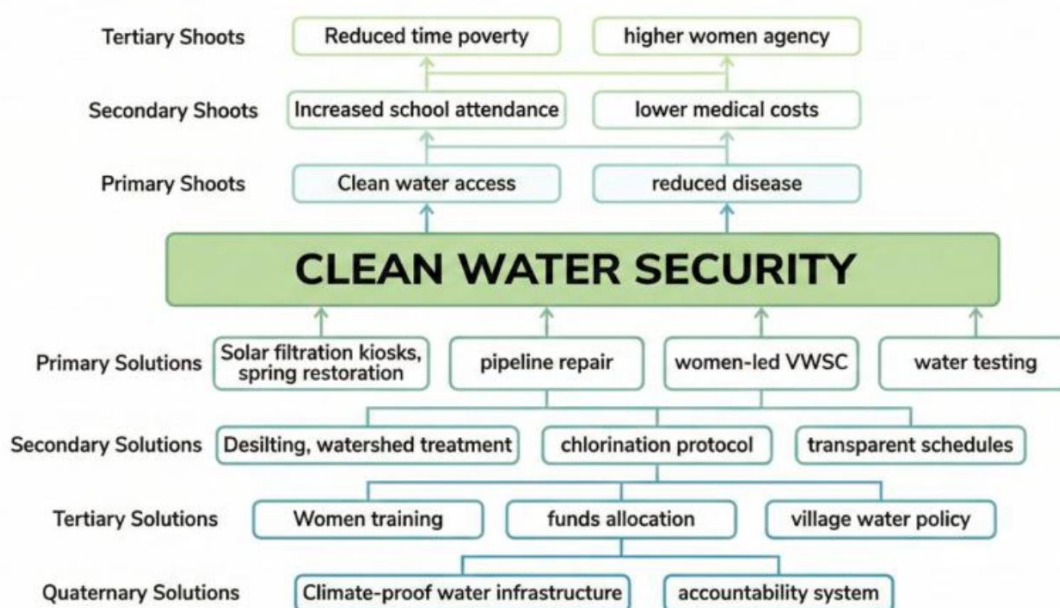 Tertiary Shoots
Reduced time poverty
higher women agency
Secondary Shoots
Increased school attendance
lower medical costs
Primary Shoots
Clean water access
reduced disease
CLEAN WATER SECURITY
Primary Solutions
Solar filtration kiosks,
spring restoration
pipeline repair
women-led VWSC
water testing
Secondary Solutions
Desilting, watershed treatment
chlorination protocol
transparent schedules
Tertiary Solutions
Women training
funds allocation
village water policy
Quaternary Solutions
Climate-proof water infrastructure
accountability system